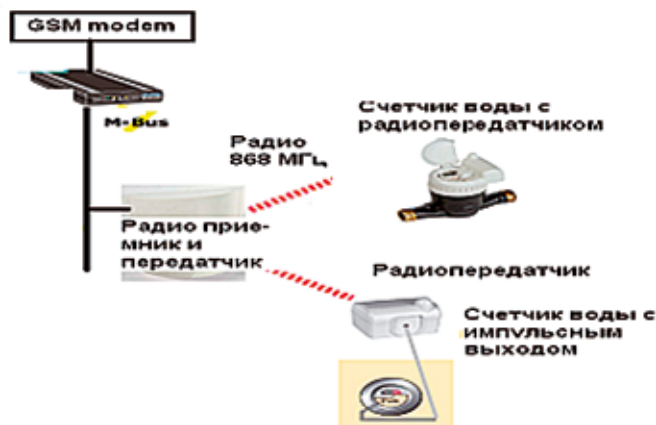 GSM modem
M-Bus
Счетчик воды с
радиопередатчиком
Радио
868 МГц
Радио прие-
мник и
передатчик
Радиопередатчик
Счетчик воды с
импульсным
выходом